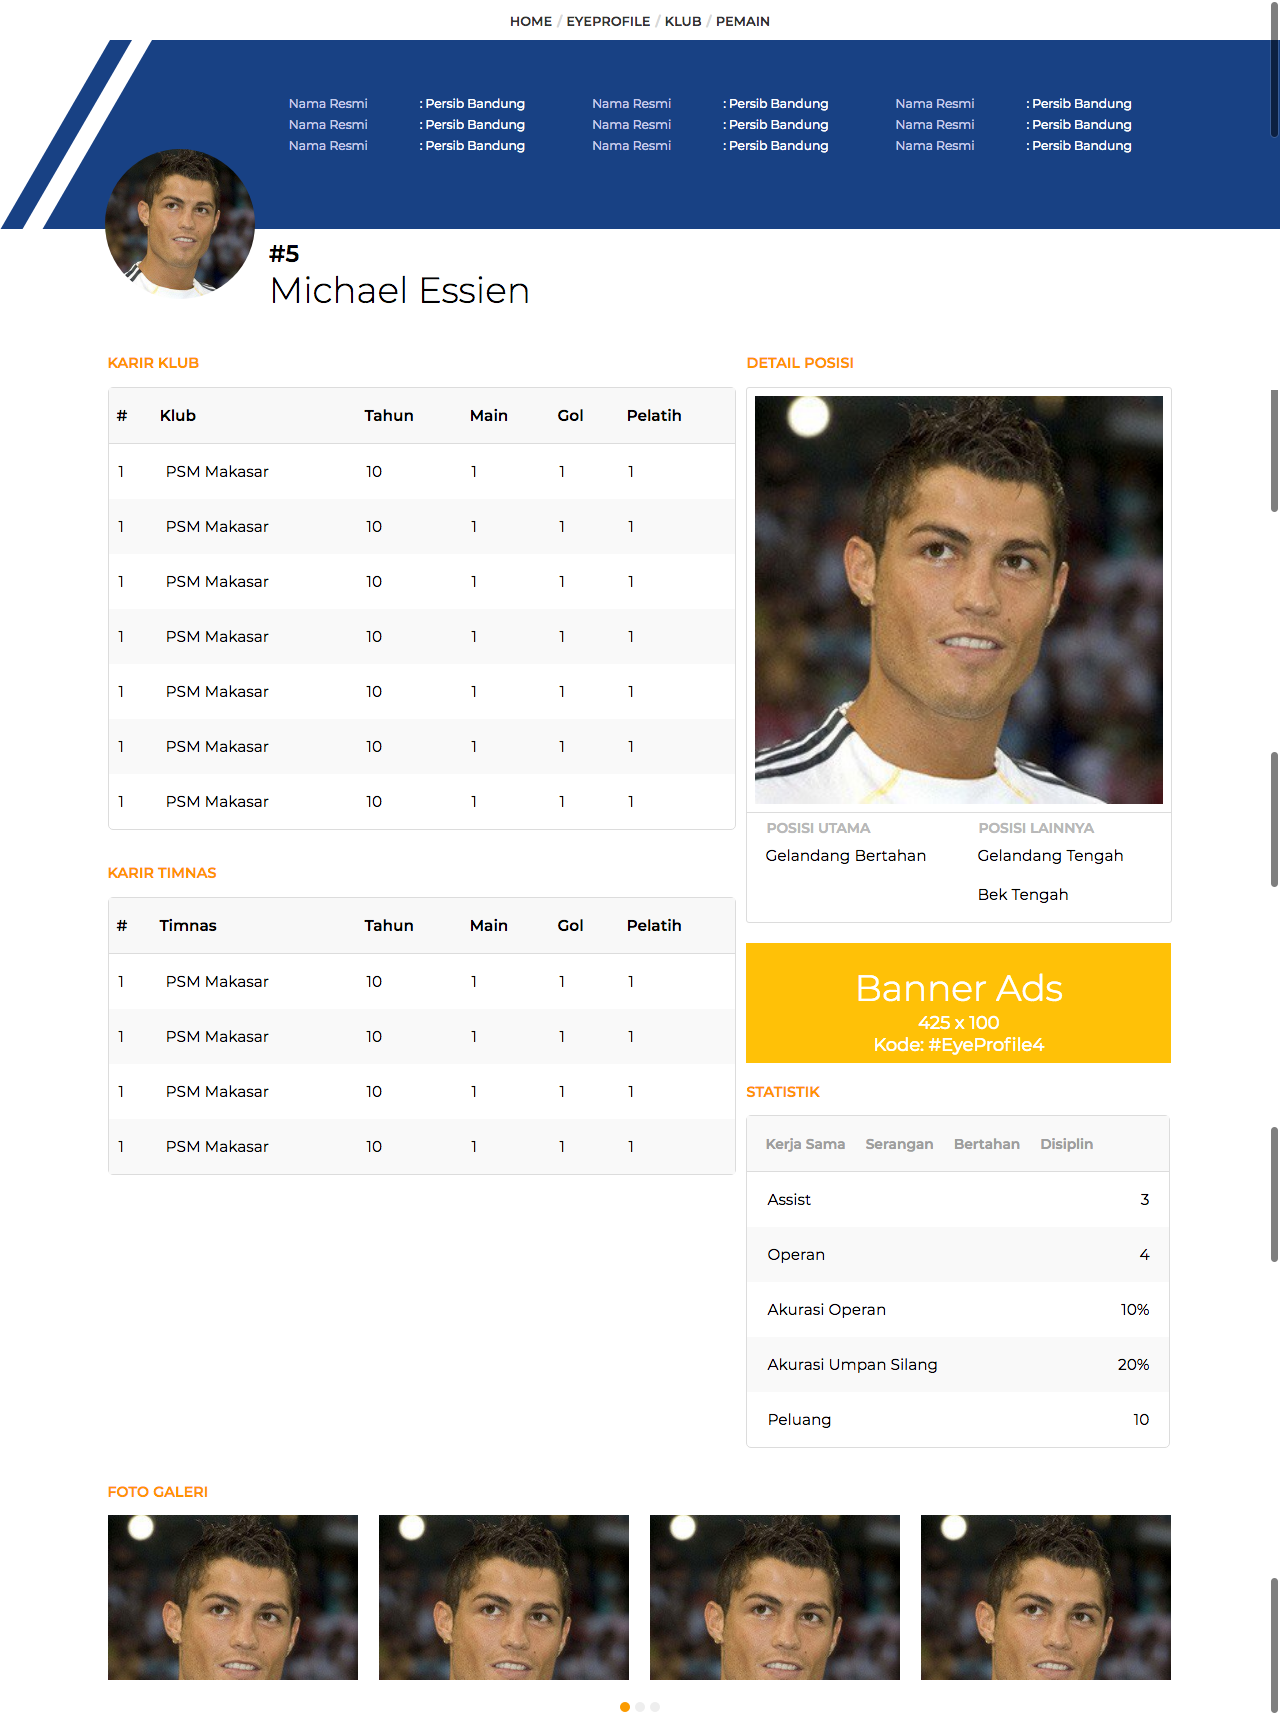 HOME / EYEPROFILE / KLUB / PEMAIN
Nama Resmi : Persib Bandung Nama Resmi : Persib Bandung Nama Resmi : Persib Bandung
Nama Resmi : Persib Bandung Nama Resmi : Persib Bandung Nama Resmi : Persib Bandung
Nama Resmi : Persib Bandung Nama Resmi : Persib Bandung Nama Resmi : Persib Bandung
#5
Michael Essien
KARIR KLUB
# Klub Tahun Main Gol Pelatih
1 PSM Makasar 10 1 1 1
1 PSM Makasar 10 1 1 1
1 PSM Makasar 10 1 1 1
1 PSM Makasar 10 1 1 1
1 PSM Makasar 10 1 1 1
1 PSM Makasar 10 1 1 1
1 PSM Makasar 10 1 1 1
KARIR TIMNAS
# Timnas Tahun Main Gol Pelatih
1 PSM Makasar 10 1 1 1
1 PSM Makasar 10 1 1 1
1 PSM Makasar 10 1 1 1
1 PSM Makasar 10 1 1 1
DETAIL POSISI
POSISI UTAMA POSISI LAINNYA
Gelandang Bertahan Gelandang Tengah
Bek Tengah
Banner Ads
425 x 100
Kode: #EyeProfile4
STATISTIK
Kerja Sama Serangan Bertahan Disiplin
Assist 3
Operan 4
Akurasi Operan 10%
Akurasi Umpan Silang 20%
Peluang 10
FOTO GALERI